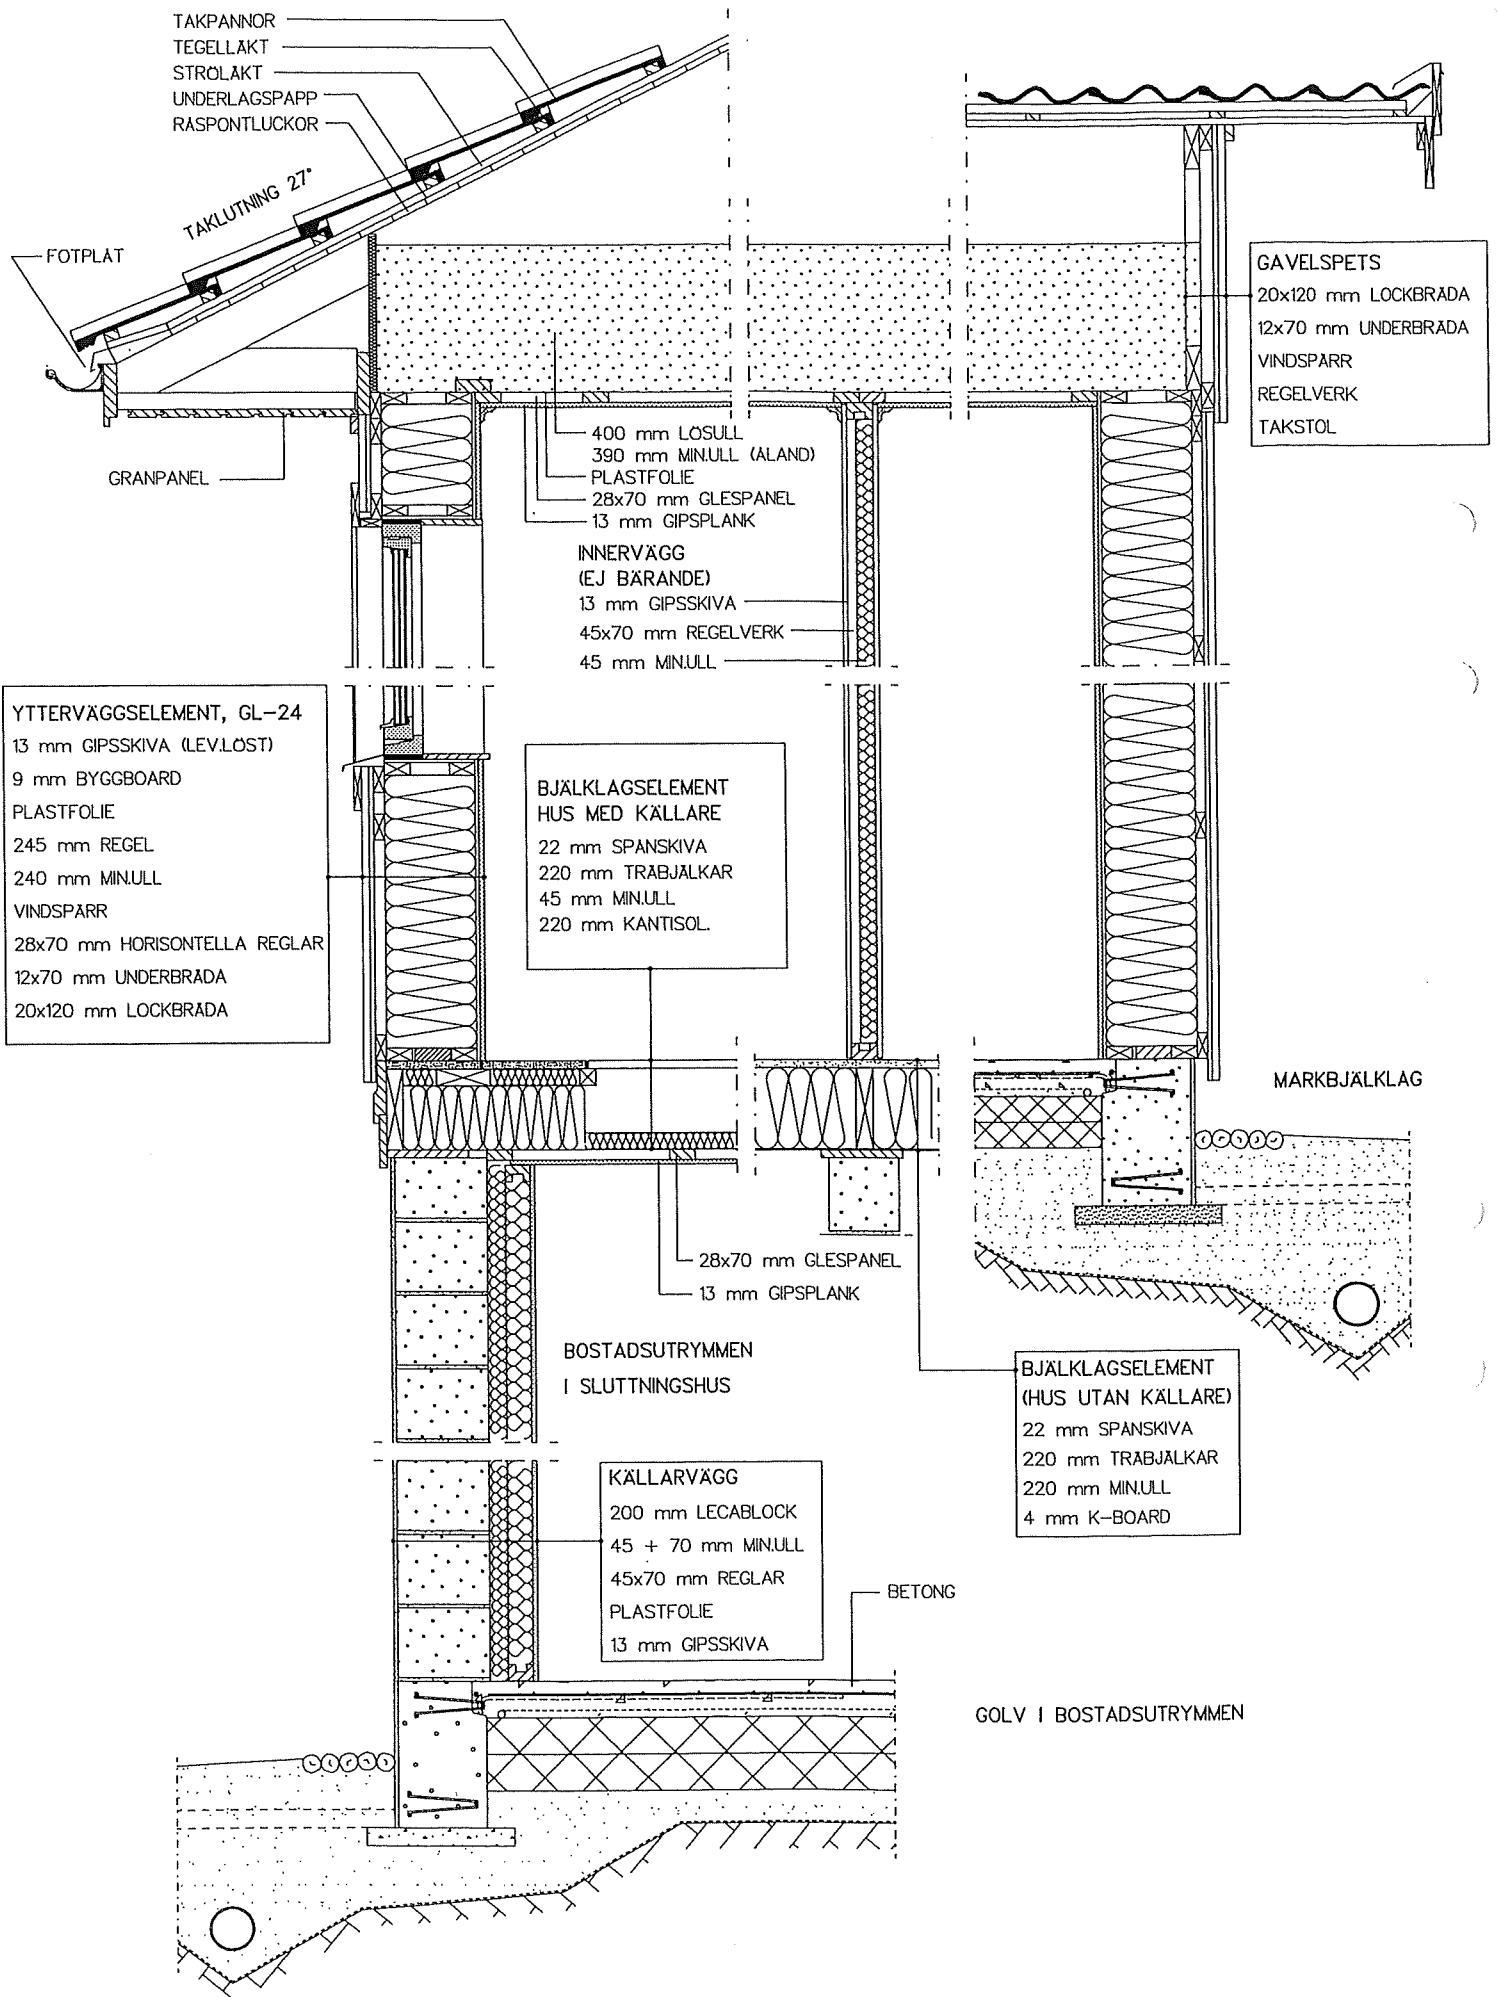 TAKPANNOR
TEGELLÄKT
STRÖLÄKT
UNDERLAGSPAPP
RÅSPONTLUCKOR
TAKLUTNING 27°
FOTPLÅT
GRANPANEL
GAVELSPETS
20x120 mm LOCKBRÄDA
12x70 mm UNDERBRÄDA
VINDSPÄRR
REGELVERK
TAKSTOL
400 mm LÖSULL
390 mm MIN.ULL (ÅLAND)
PLASTFOLIE
28x70 mm GLESPANEL
13 mm GIPSPLANK
INNERVÄGG
(EJ BÄRANDE)
13 mm GIPSSKIVA
45x70 mm REGELVERK
45 mm MIN.ULL
YTTERVÄGGSELEMENT, GL-24
13 mm GIPSSKIVA (LEV.LÖST)
9 mm BYGGBOARD
PLASTFOLIE
245 mm REGEL
240 mm MIN.ULL
VINDSPÄRR
28x70 mm HORISONTELLA REGLAR
12x70 mm UNDERBRÄDA
20x120 mm LOCKBRÄDA
BJÄLKLAGSELEMENT
HUS MED KÄLLARE
22 mm SPÅNSKIVA
220 mm TRÄBJÄLKAR
45 mm MIN.ULL
220 mm KANTISOL.
MARKBJÄLKLAG
28x70 mm GLESPANEL
13 mm GIPSPLANK
BOSTADSUTRYMMEN
I SLUTTNINGSHUS
BJÄLKLAGSELEMENT
(HUS UTAN KÄLLARE)
22 mm SPÅNSKIVA
220 mm TRÄBJÄLKAR
220 mm MIN.ULL
4 mm K-BOARD
KÄLLARVÄGG
200 mm LECABLOCK
45 + 70 mm MIN.ULL
45x70 mm REGLAR
PLASTFOLIE
13 mm GIPSSKIVA
BETONG
GOLV I BOSTADSUTRYMMEN